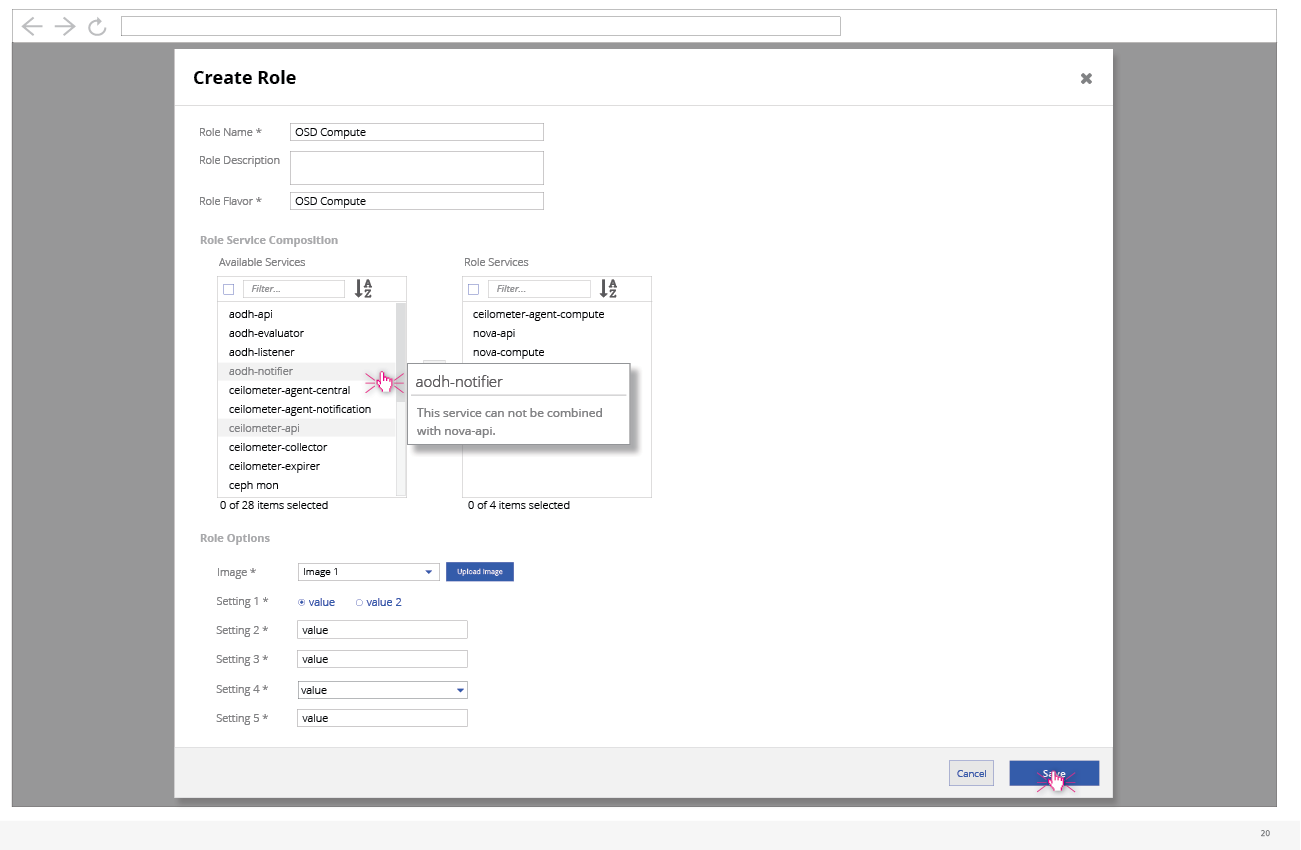 Create Role
Role Name *
OSD Compute
Role Description
Role Flavor *
OSD Compute
Role Service Composition
Available Services
Filter...
A
Z
aodh-api
aodh-evaluator
aodh-listener
aodh-notifier
ceilometer-agent-central
ceilometer-agent-notification
ceilometer-api
ceilometer-collector
ceilometer-expirer
ceph mon
0 of 28 items selected
Role Services
Filter...
A
Z
ceilometer-agent-compute
nova-api
nova-compute
0 of 4 items selected
aodh-notifier
This service can not be combined
with nova-api.
Role Options
Image *
Image 1
Upload Image
Setting 1 *
value value 2
Setting 2 *
value
Setting 3 *
value
Setting 4 *
value
Setting 5 *
value
Cancel
Save
20